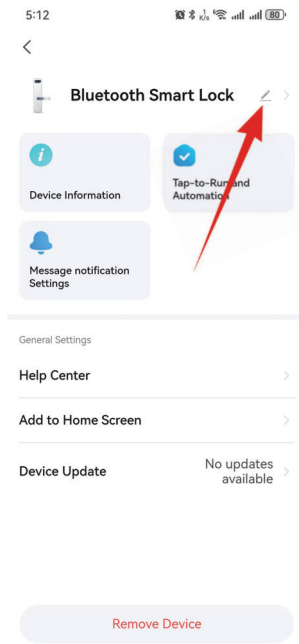 5:12
K/s
80
Bluetooth Smart Lock
Device Information
Tap-to-Run and
Automation
Message notification
Settings
General Settings
Help Center
Add to Home Screen
Device Update
No updates
available
Remove Device